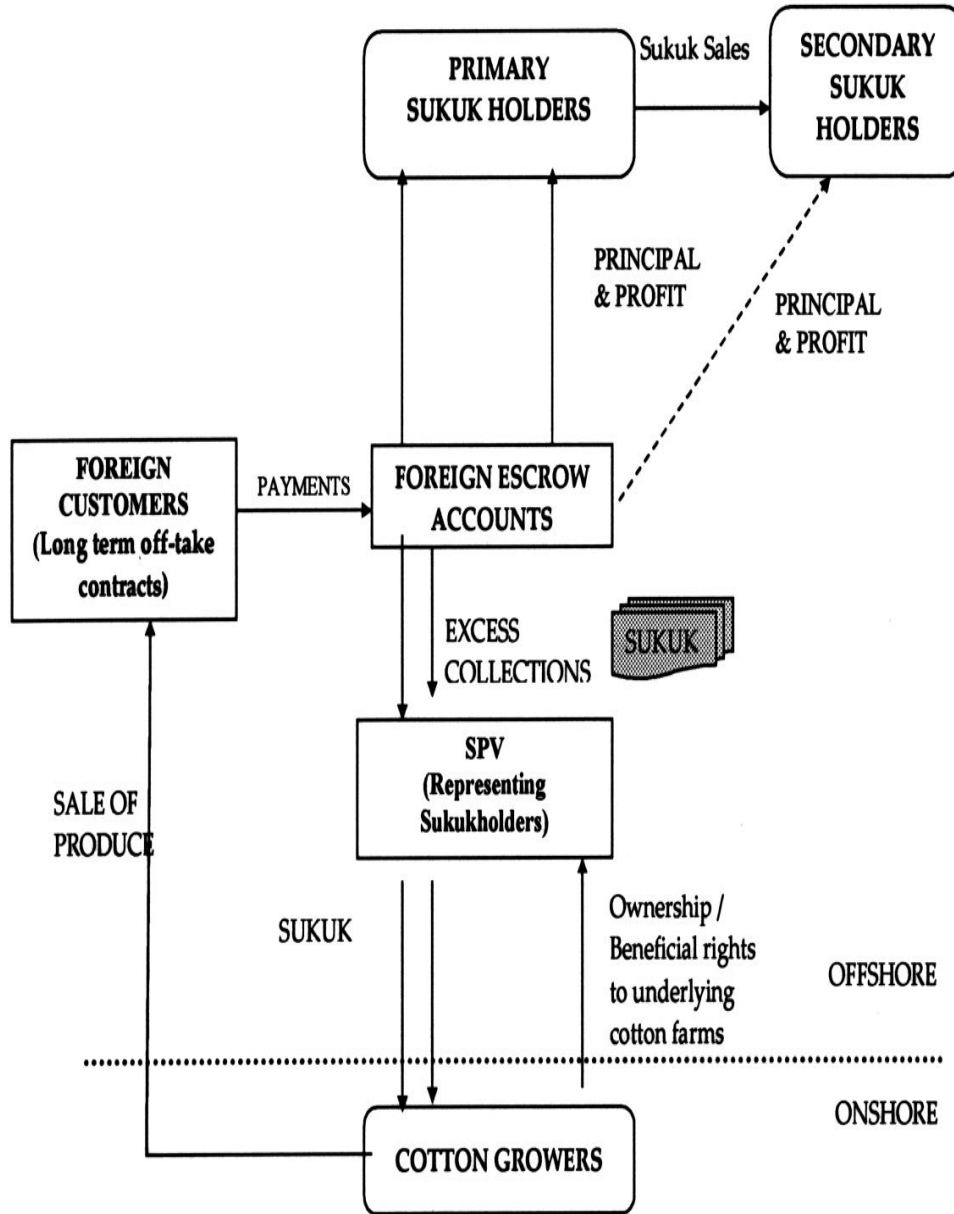 PRIMARY
SUKUK HOLDERS
Sukuk Sales
SECONDARY
SUKUK
HOLDERS
PRINCIPAL
& PROFIT
PRINCIPAL
& PROFIT
FOREIGN
CUSTOMERS
(Long term off-take
contracts)
PAYMENTS
FOREIGN ESCROW
ACCOUNTS
EXCESS
COLLECTIONS
SUKUK
SPV
(Representing
Sukukholders)
SALE OF
PRODUCE
SUKUK
Ownership /
Beneficial rights
to underlying
cotton farms
OFFSHORE
ONSHORE
COTTON GROWERS